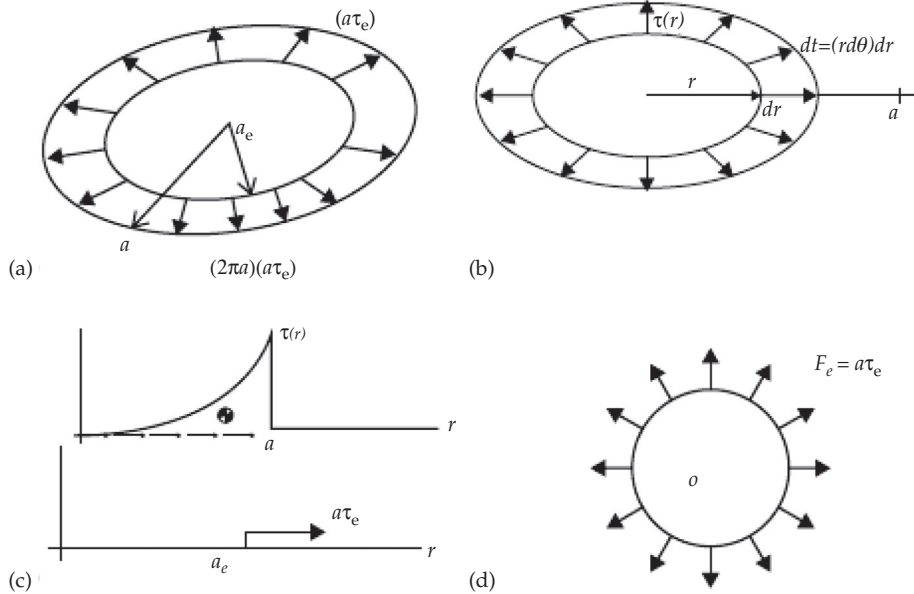 (aτe)
ae
a
(2πa)(aτe)
(a)
τ(r)
dt=(rdθ)dr
r
dr
a
(b)
τ(r)
r
a
aτe
ae
r
(c)
Fe = aτe
o
(d)